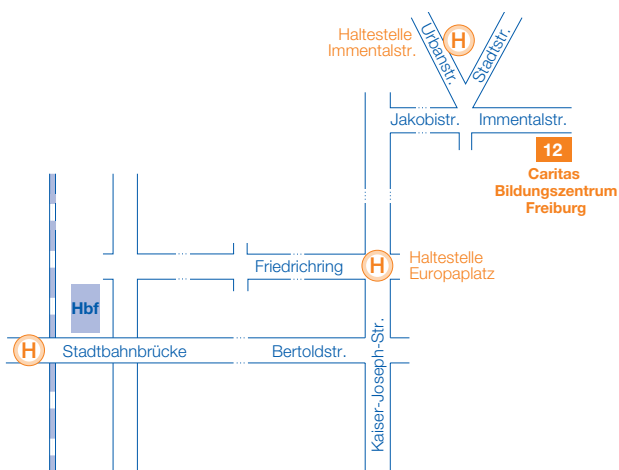 Haltestelle
Immentalstr.
H
Urbanstr.
Stadtstr.
Jakobistr.
Immentalstr.
12
Caritas
Bildungszentrum
Freiburg
Friedrichring
H
Haltestelle
Europaplatz
Hbf
H
Stadtbahnbrücke
Bertoldstr.
Kaiser-Joseph-Str.